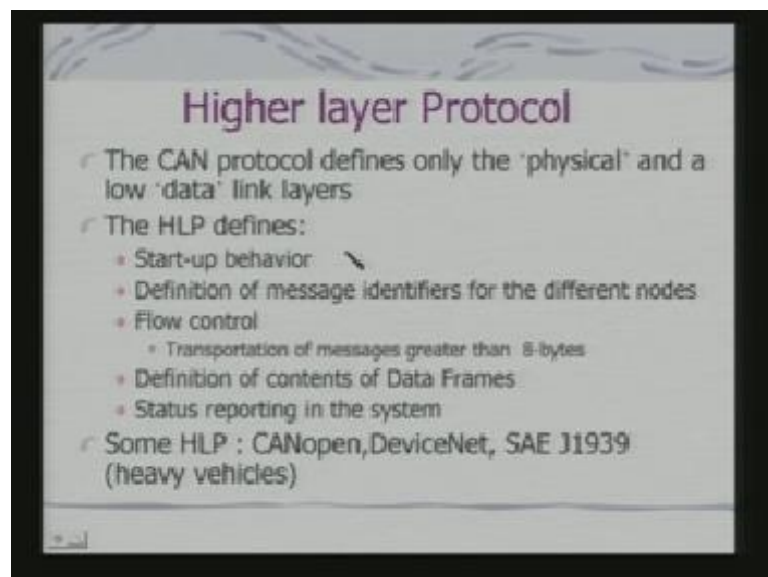 Higher layer Protocol
The CAN protocol defines only the 'physical' and a
low 'data' link layers
The HLP defines:
Start-up behavior
Definition of message identifiers for the different nodes
Flow control
Transportation of messages greater than 8-bytes
Definition of contents of Data Frames
Status reporting in the system
Some HLP : CANopen,DeviceNet, SAE J1939
(heavy vehicles)